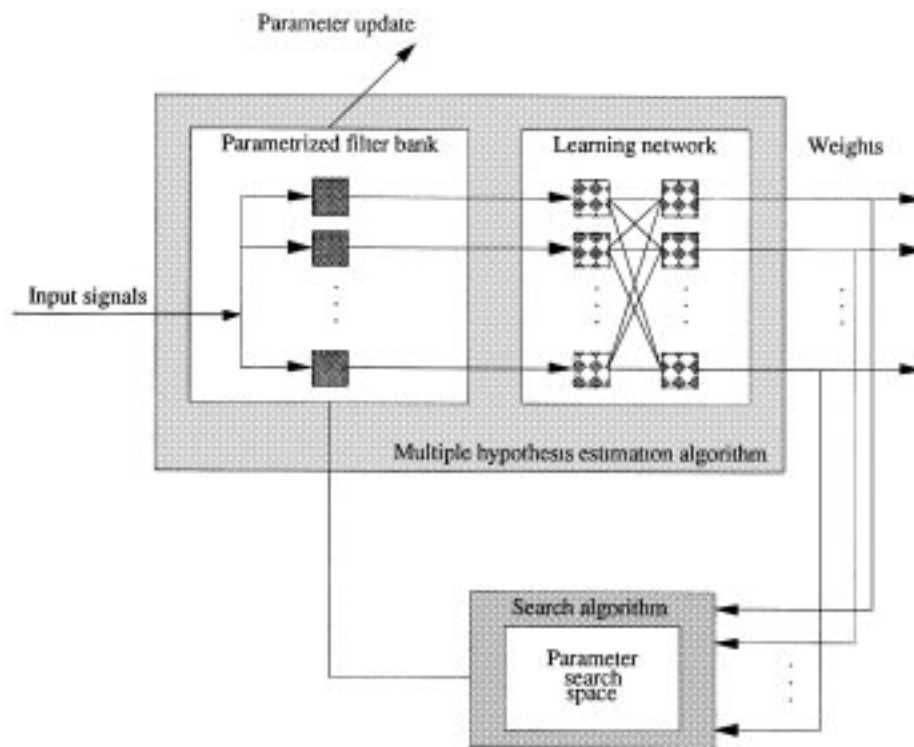 Parameter update
Parametrized filter bank
Learning network
Weights
Input signals
Multiple hypothesis estimation algorithm
Search algorithm
Parameter
search
space